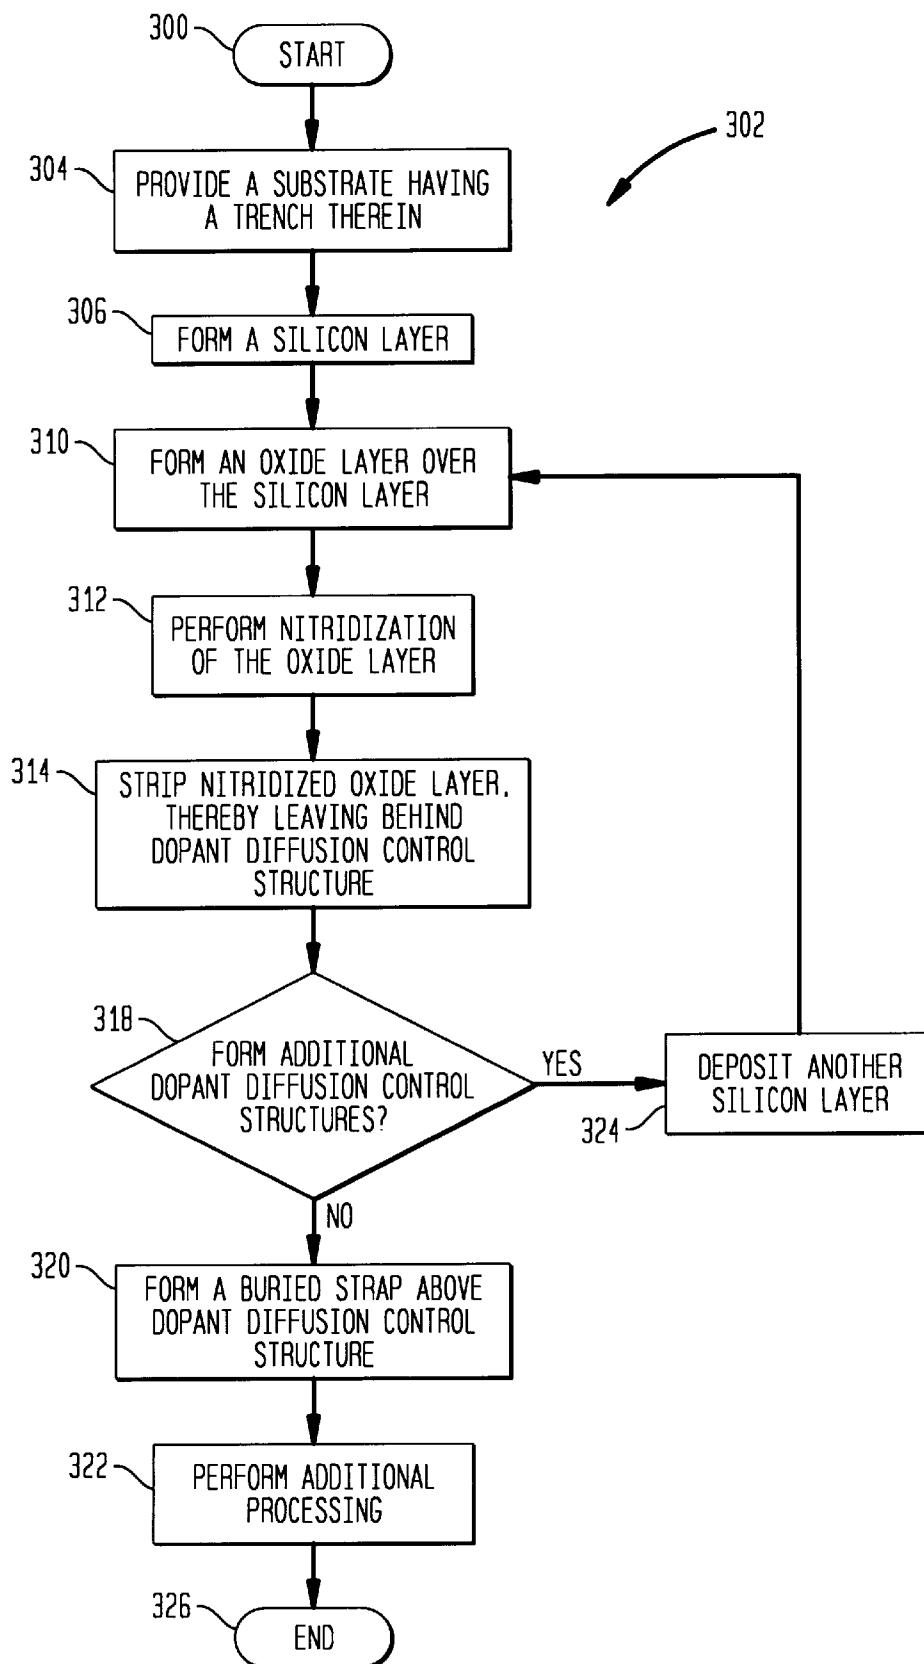 300
START
302
304
PROVIDE A SUBSTRATE HAVING
A TRENCH THEREIN
306
FORM A SILICON LAYER
310
FORM AN OXIDE LAYER OVER
THE SILICON LAYER
312
PERFORM NITRIDIZATION
OF THE OXIDE LAYER
314
STRIP NITRIDIZED OXIDE LAYER,
THEREBY LEAVING BEHIND
DOPANT DIFFUSION CONTROL
STRUCTURE
318
FORM ADDITIONAL
DOPANT DIFFUSION CONTROL
STRUCTURES?
YES
DEPOSIT ANOTHER
SILICON LAYER
324
NO
320
FORM A BURIED STRAP ABOVE
DOPANT DIFFUSION CONTROL
STRUCTURE
322
PERFORM ADDITIONAL
PROCESSING
326
END